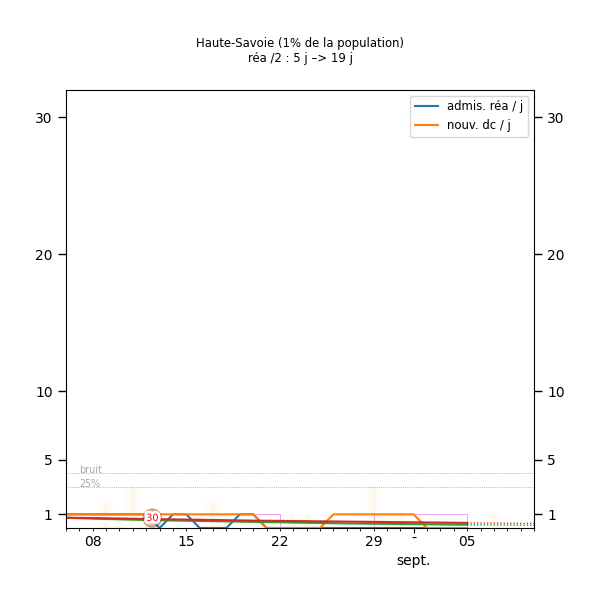 Haute-Savoie (1% de la population)
réa /2 : 5 j –> 19 j
admis. réa / j
nouv. dc / j
30 30
20 20
10 10
5 5
bruit
25%
1 30 1
08 15 22 29 - 05
sept.